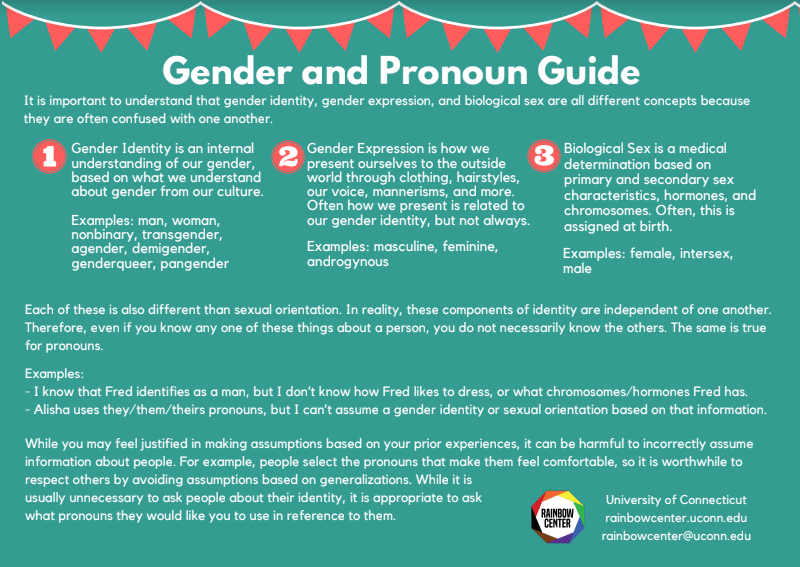 Gender and Pronoun Guide
It is important to understand that gender identity, gender expression, and biological sex are all different concepts because
they are often confused with one another.
1
Gender Identity is an internal
understanding of our gender,
based on what we understand
about gender from our culture.
Examples: man, woman,
nonbinary, transgender,
agender, demigender,
genderqueer, pangender
2
Gender Expression is how we
present ourselves to the outside
world through clothing, hairstyles,
our voice, mannerisms, and more.
Often how we present is related to
our gender identity, but not always.
Examples: masculine, feminine,
androgynous
3
Biological Sex is a medical
determination based on
primary and secondary sex
characteristics, hormones, and
chromosomes. Often, this is
assigned at birth.
Examples: female, intersex,
male
Each of these is also different than sexual orientation. In reality, these components of identity are independent of one another.
Therefore, even if you know any one of these things about a person, you do not necessarily know the others. The same is true
for pronouns.
Examples:
- I know that Fred identifies as a man, but I don't know how Fred likes to dress, or what chromosomes/hormones Fred has.
- Alisha uses they/them/theirs pronouns, but I can't assume a gender identity or sexual orientation based on that information.
While you may feel justified in making assumptions based on your prior experiences, it can be harmful to incorrectly assume
information about people. For example, people select the pronouns that make them feel comfortable, so it is worthwhile to
respect others by avoiding assumptions based on generalizations. While it is
usually unnecessary to ask people about their identity, it is appropriate to ask
what pronouns they would like you to use in reference to them.
RAINBOW
CENTER
University of Connecticut
rainbowcenter.uconn.edu
rainbowcenter@uconn.edu